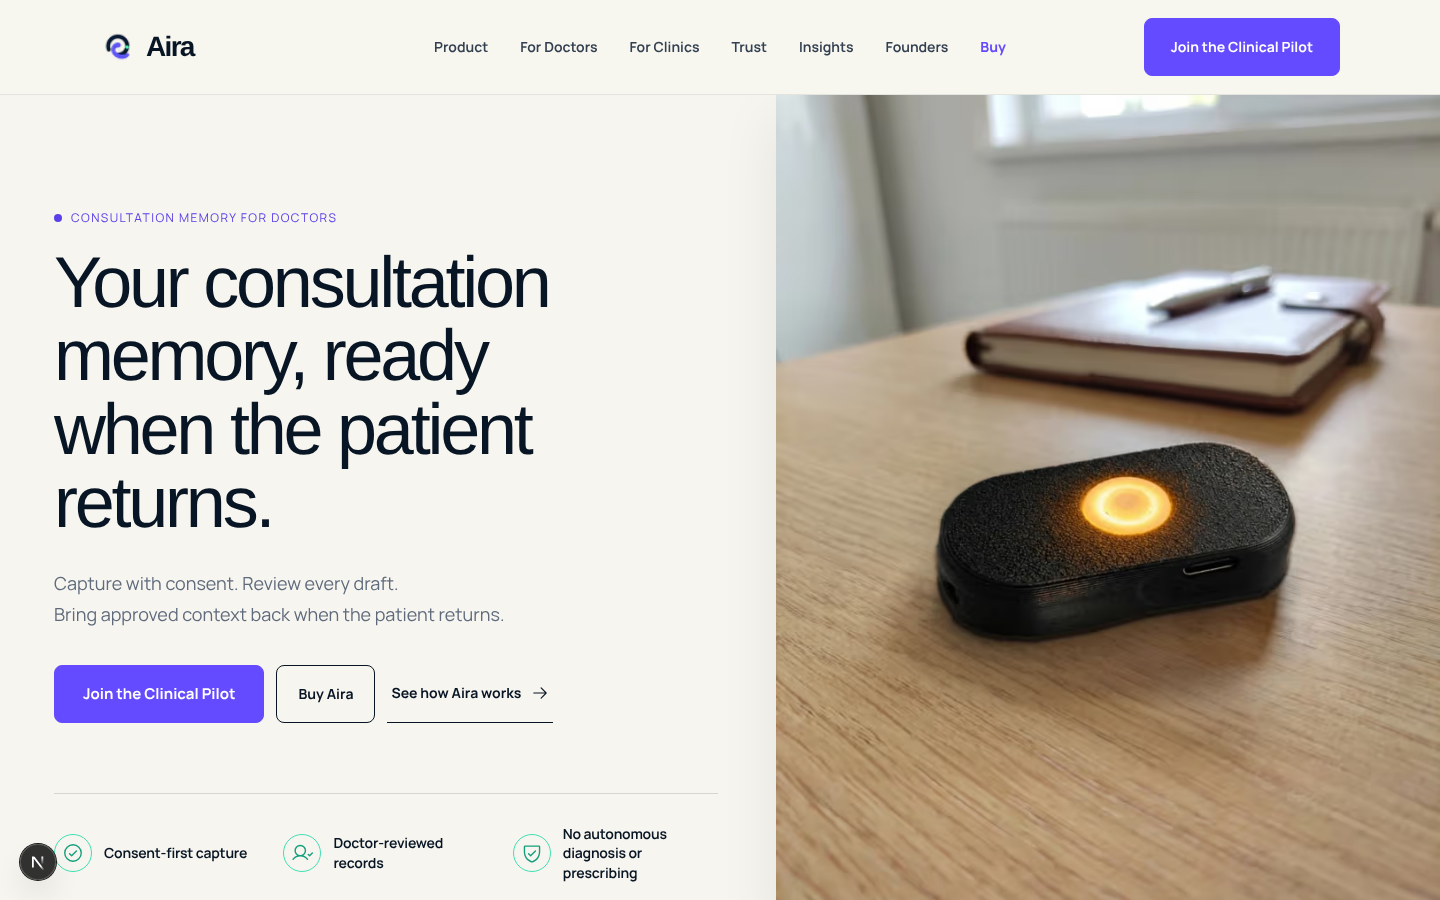 Aira
Product
For Doctors
For Clinics
Trust
Insights
Founders
Buy
Join the Clinical Pilot
CONSULTATION MEMORY FOR DOCTORS
Your consultation
memory, ready
when the patient
returns.
Capture with consent. Review every draft.
Bring approved context back when the patient returns.
Join the Clinical Pilot
Buy Aira
See how Aira works
Consent-first capture
Doctor-reviewed
records
No autonomous
diagnosis or
prescribing
N